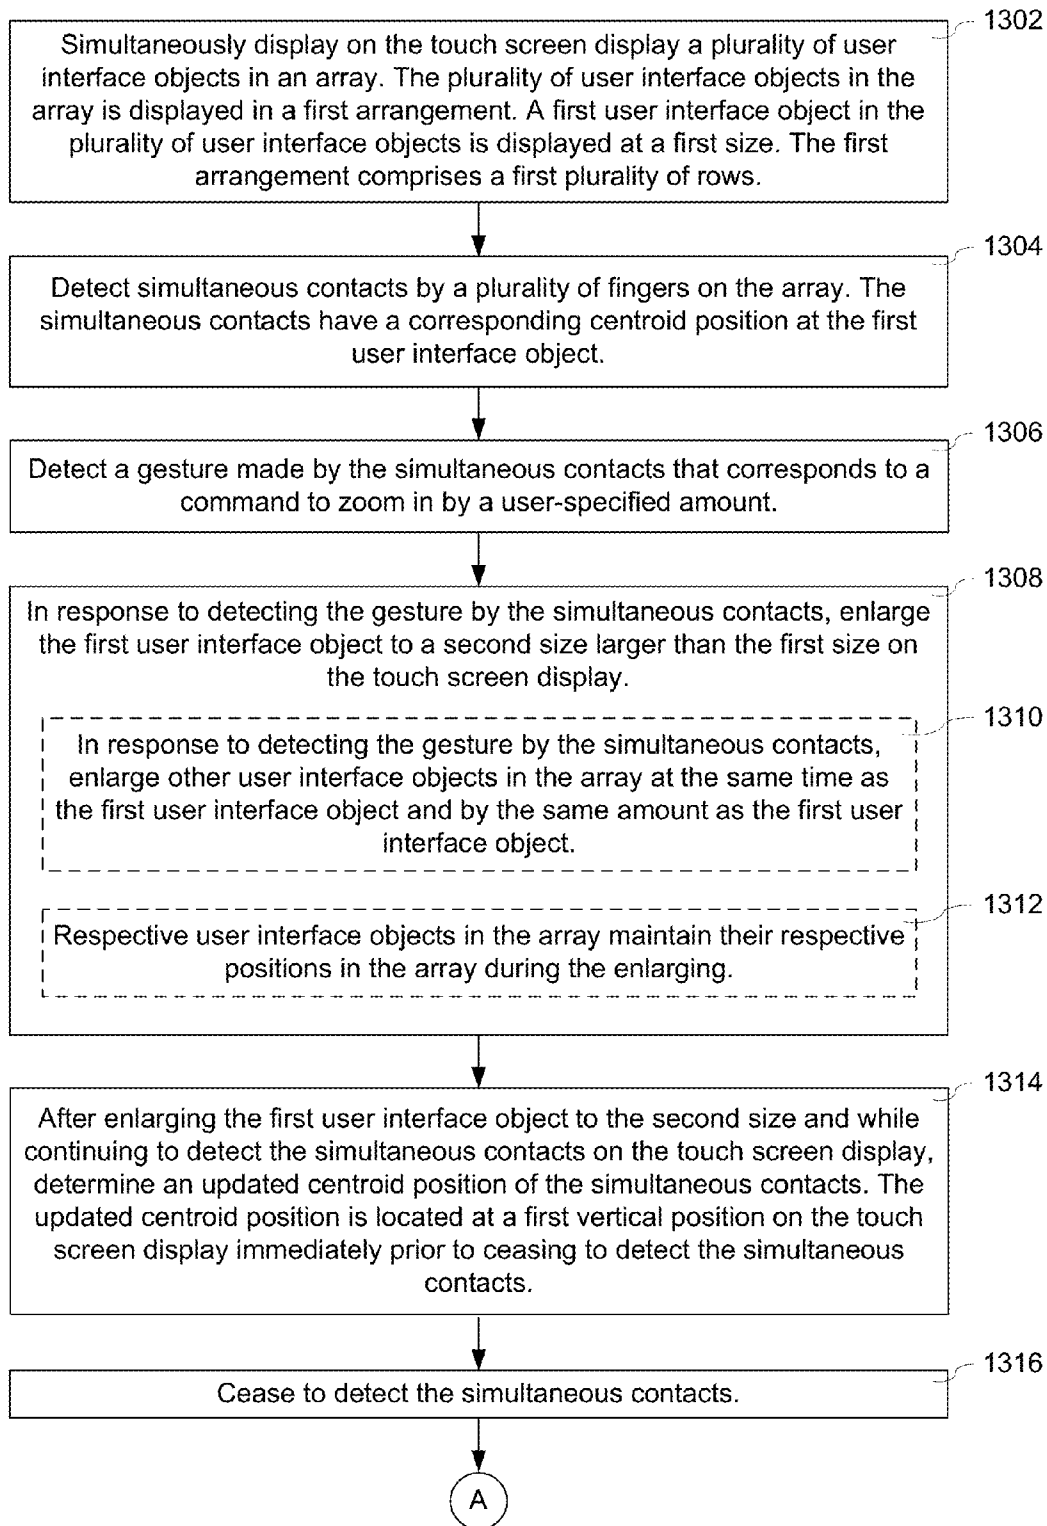 1302
Simultaneously display on the touch screen display a plurality of user
interface objects in an array. The plurality of user interface objects in the
array is displayed in a first arrangement. A first user interface object in the
plurality of user interface objects is displayed at a first size. The first
arrangement comprises a first plurality of rows.
1304
Detect simultaneous contacts by a plurality of fingers on the array. The
simultaneous contacts have a corresponding centroid position at the first
user interface object.
1306
Detect a gesture made by the simultaneous contacts that corresponds to a
command to zoom in by a user-specified amount.
1308
In response to detecting the gesture by the simultaneous contacts, enlarge
the first user interface object to a second size larger than the first size on
the touch screen display.
1310
In response to detecting the gesture by the simultaneous contacts,
enlarge other user interface objects in the array at the same time as
the first user interface object and by the same amount as the first user
interface object.
1312
Respective user interface objects in the array maintain their respective
positions in the array during the enlarging.
1314
After enlarging the first user interface object to the second size and while
continuing to detect the simultaneous contacts on the touch screen display,
determine an updated centroid position of the simultaneous contacts. The
updated centroid position is located at a first vertical position on the touch
screen display immediately prior to ceasing to detect the simultaneous
contacts.
1316
Cease to detect the simultaneous contacts.
A